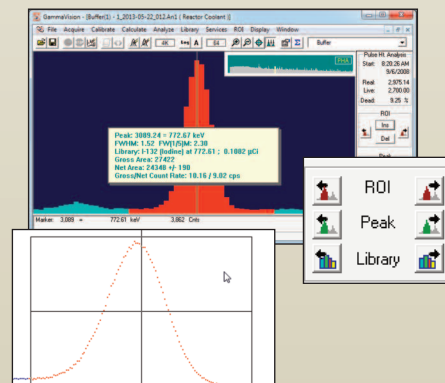 GammaVision - [Buffer(1) - 1_2013-05-22_012.An1 ( Reactor Coolant )]
File Acquire Calibrate Calculate Analyze Library Services ROI Display Window
4K Log A 64 Buffer
PHA
Pulse Ht. Analysis
Start: 8:20:26 AM
9/6/2008
Real: 2,975.14
Live: 2,700.00
Dead: 9.25 %
ROI
Ins
Del
Peak: 3089.24 = 772.67 keV
FWHM: 1.52 FW(1/5)M: 2.30
Library: I-132 (Iodine) at 772.61 ; 0.1082 pCi
Gross Area: 27422
Net Area: 24348 +/- 190
Gross/Net Count Rate: 10.16 / 9.02 cps
Marker: 3,089 = 772.61 keV 3,862 Cnts
ROI
Peak
Library